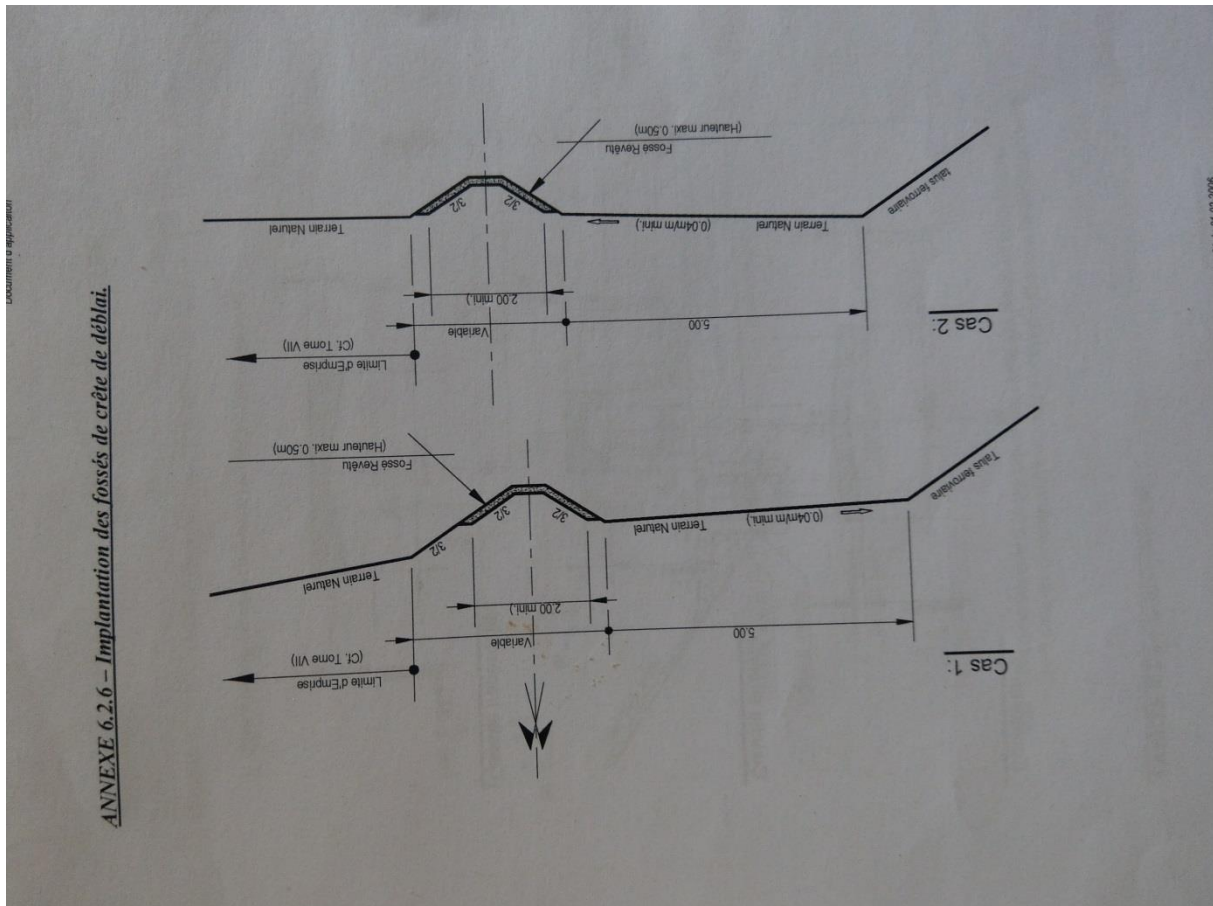 ANNEXE 6.2.6 – Implantation des fossés de crête de déblai.
Cas 1:
5.00
Variable
2.00 mini.)
Limite d'Emprise
(Cf. Tome VII)
Talus ferroviaire
(0.04m/m mini.)
Terrain Naturel
3/2
3/2
3/2
Terrain Naturel
Fossé Revêtu
(Hauteur maxi. 0.50m)
Cas 2:
5.00
Variable
2.00 mini.)
Limite d'Emprise
(Cf. Tome VII)
talus ferroviaire
Terrain Naturel
(0.04m/m mini.)
3/2
3/2
Terrain Naturel
Fossé Revêtu
(Hauteur maxi. 0.50m)
Document d'application